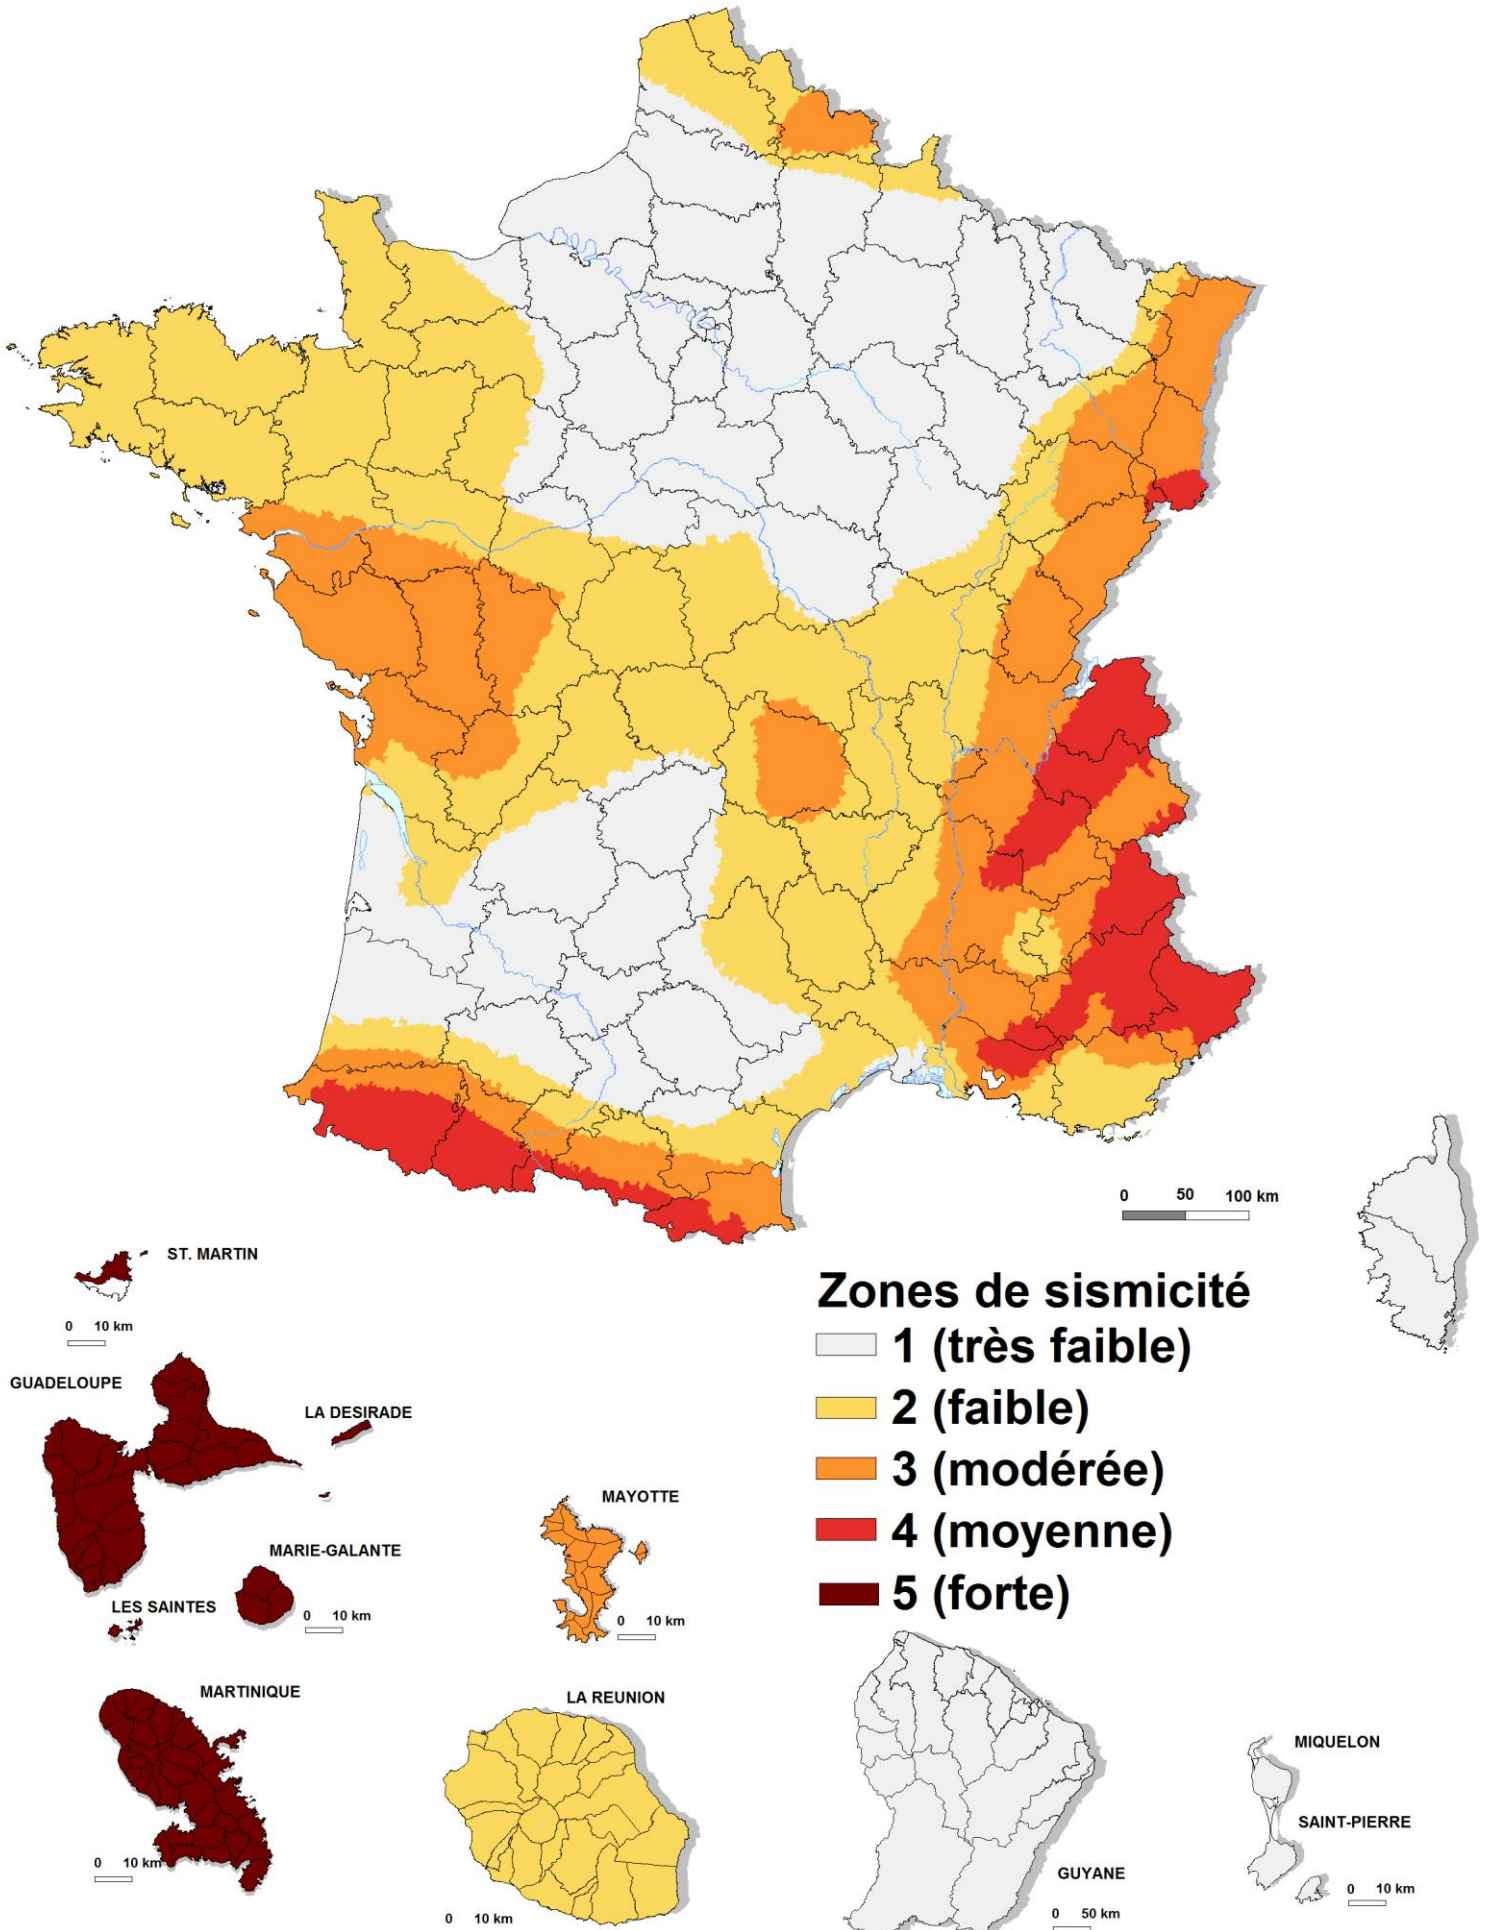 0 50 100 km
ST. MARTIN
0 10 km
Zones de sismicité
1 (très faible)
2 (faible)
3 (modérée)
4 (moyenne)
5 (forte)
GUADELOUPE
LA DESIRADE
MARIE-GALANTE
LES SAINTES
0 10 km
MAYOTTE
0 10 km
MARTINIQUE
0 10 km
LA REUNION
0 10 km
GUYANE
0 50 km
MIQUELON
SAINT-PIERRE
0 10 km